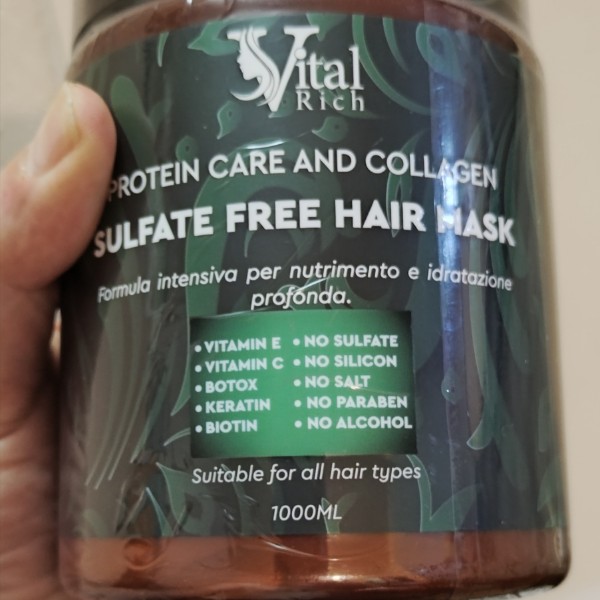 Vital
Rich
PROTEIN CARE AND COLLAGEN
SULFATE FREE HAIR MASK
Formula intensiva per nutrimento e idratazione
profonda.
• VITAMIN E • NO SULFATE
• VITAMIN C • NO SILICON
• BOTOX • NO SALT
• KERATIN • NO PARABEN
• BIOTIN • NO ALCOHOL
Suitable for all hair types
1000ML